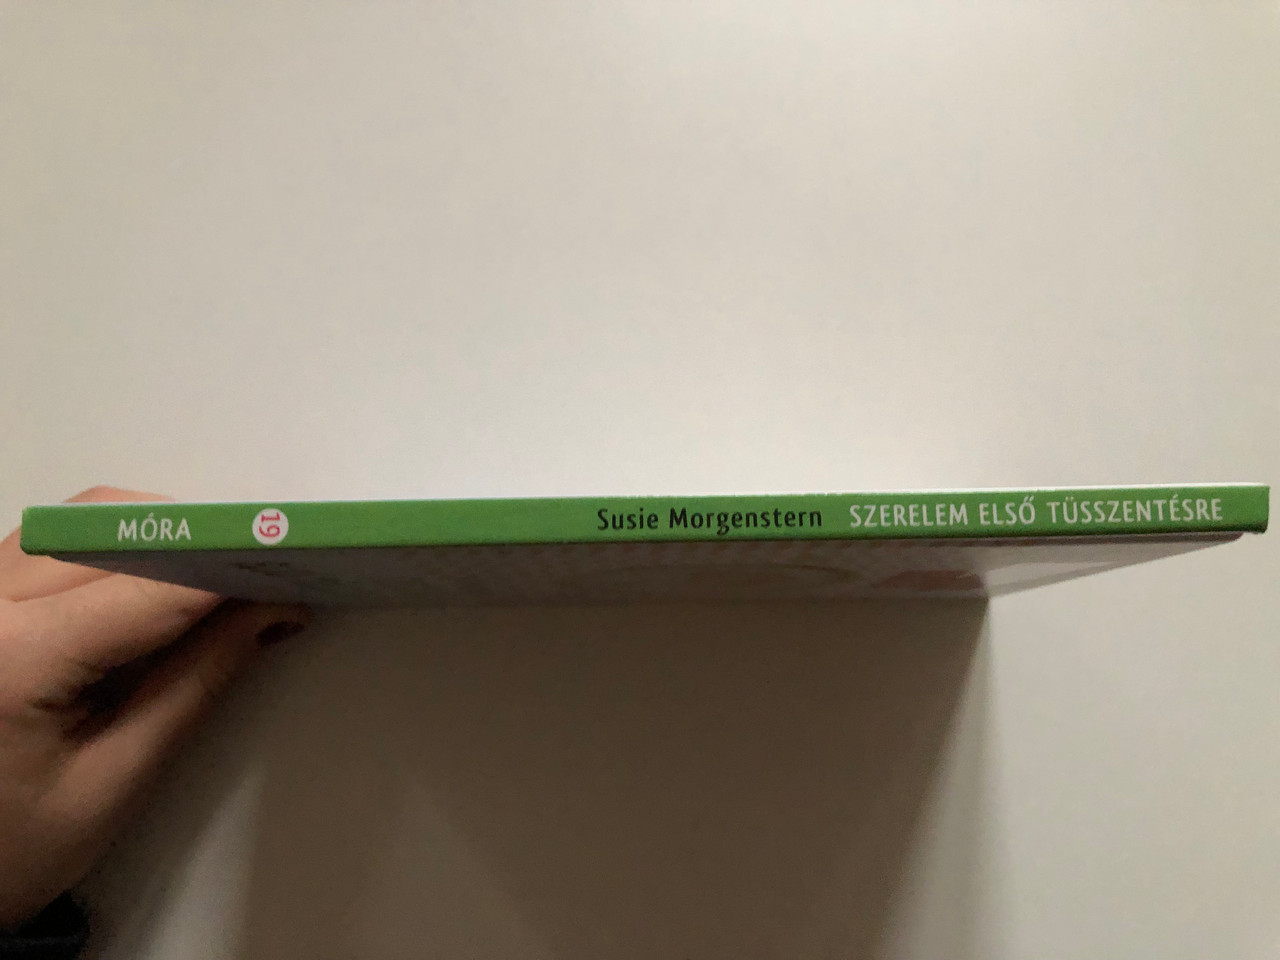 MÓRA 19 Susie Morgenstern SZERELEM ELSŐ TÜSSZENTÉSRE